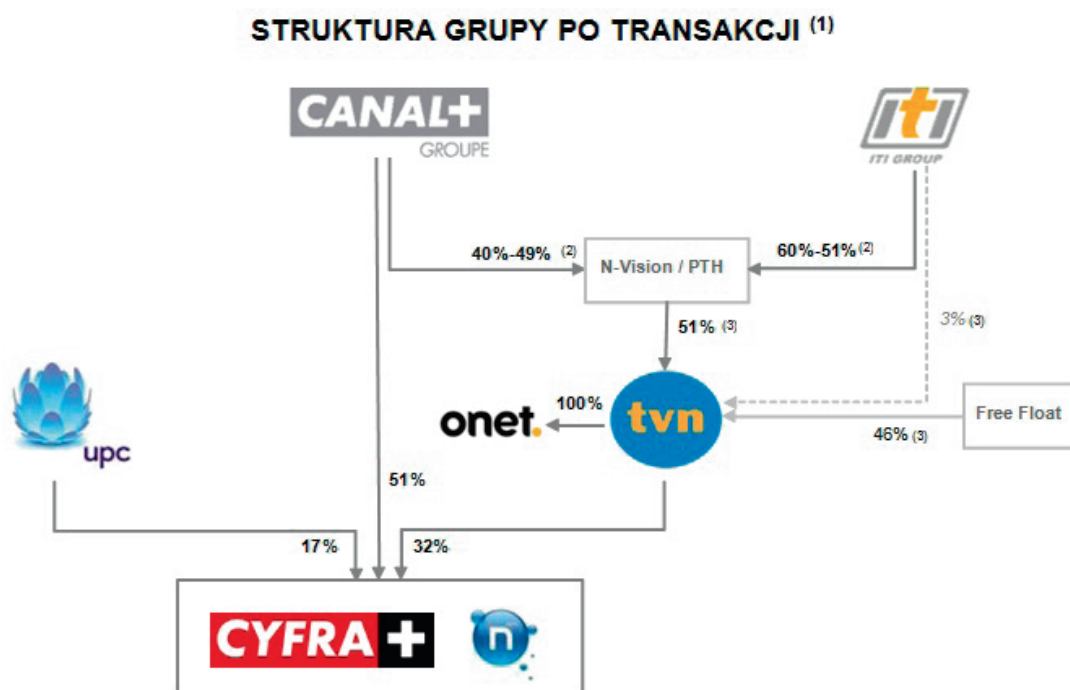 STRUKTURA GRUPY PO TRANSAKCJI (1)
CANAL+
GROUPE
iti
ITI GROUP
40%-49% (2)
N-Vision / PTH
60%-51% (2)
51% (3)
3% (3)
upc
onet.
100%
tvn
46% (3)
Free Float
51%
17%
32%
CYFRA+
n